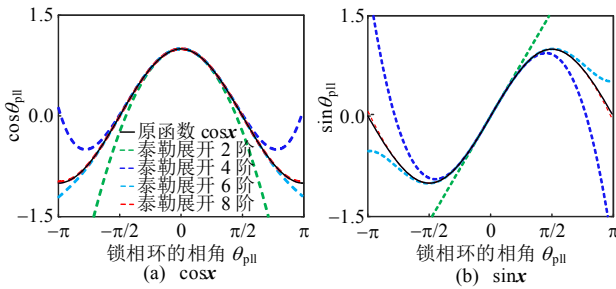 1.5
0.0
−1.5
cosθpll
原函数 cosx
泰勒展开 2 阶
泰勒展开 4 阶
泰勒展开 6 阶
泰勒展开 8 阶
−π −π/2 0 π/2 π
锁相环的相角 θpll
(a) cosx
1.5
0.0
−1.5
sinθpll
−π −π/2 0 π/2 π
锁相环的相角 θpll
(b) sinx